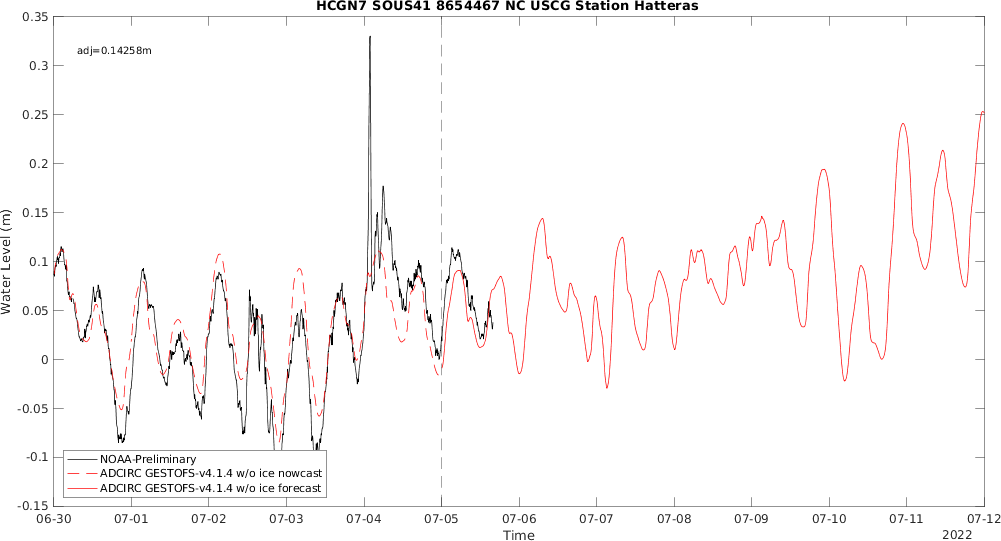 HCGN7 SOUS41 8654467 NC USCG Station Hatteras
adj=0.14258m
Water Level (m)
0.35
0.3
0.25
0.2
0.15
0.1
0.05
0
-0.05
-0.1
-0.15
NOAA-Preliminary
ADCIRC GESTOFS-v4.1.4 w/o ice nowcast
ADCIRC GESTOFS-v4.1.4 w/o ice forecast
06-30 07-01 07-02 07-03 07-04 07-05 07-06 07-07 07-08 07-09 07-10 07-11 07-12
Time
2022